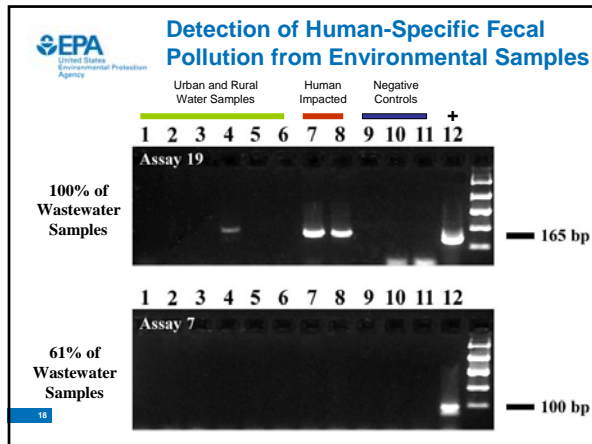 EPA
United States
Environmental Protection
Agency
Detection of Human-Specific Fecal
Pollution from Environmental Samples
Urban and Rural
Water Samples
Human
Impacted
Negative
Controls
+
1 2 3 4 5 6 7 8 9 10 11 12
Assay 19
100% of
Wastewater
Samples
165 bp
1 2 3 4 5 6 7 8 9 10 11 12
Assay 7
61% of
Wastewater
Samples
100 bp
18